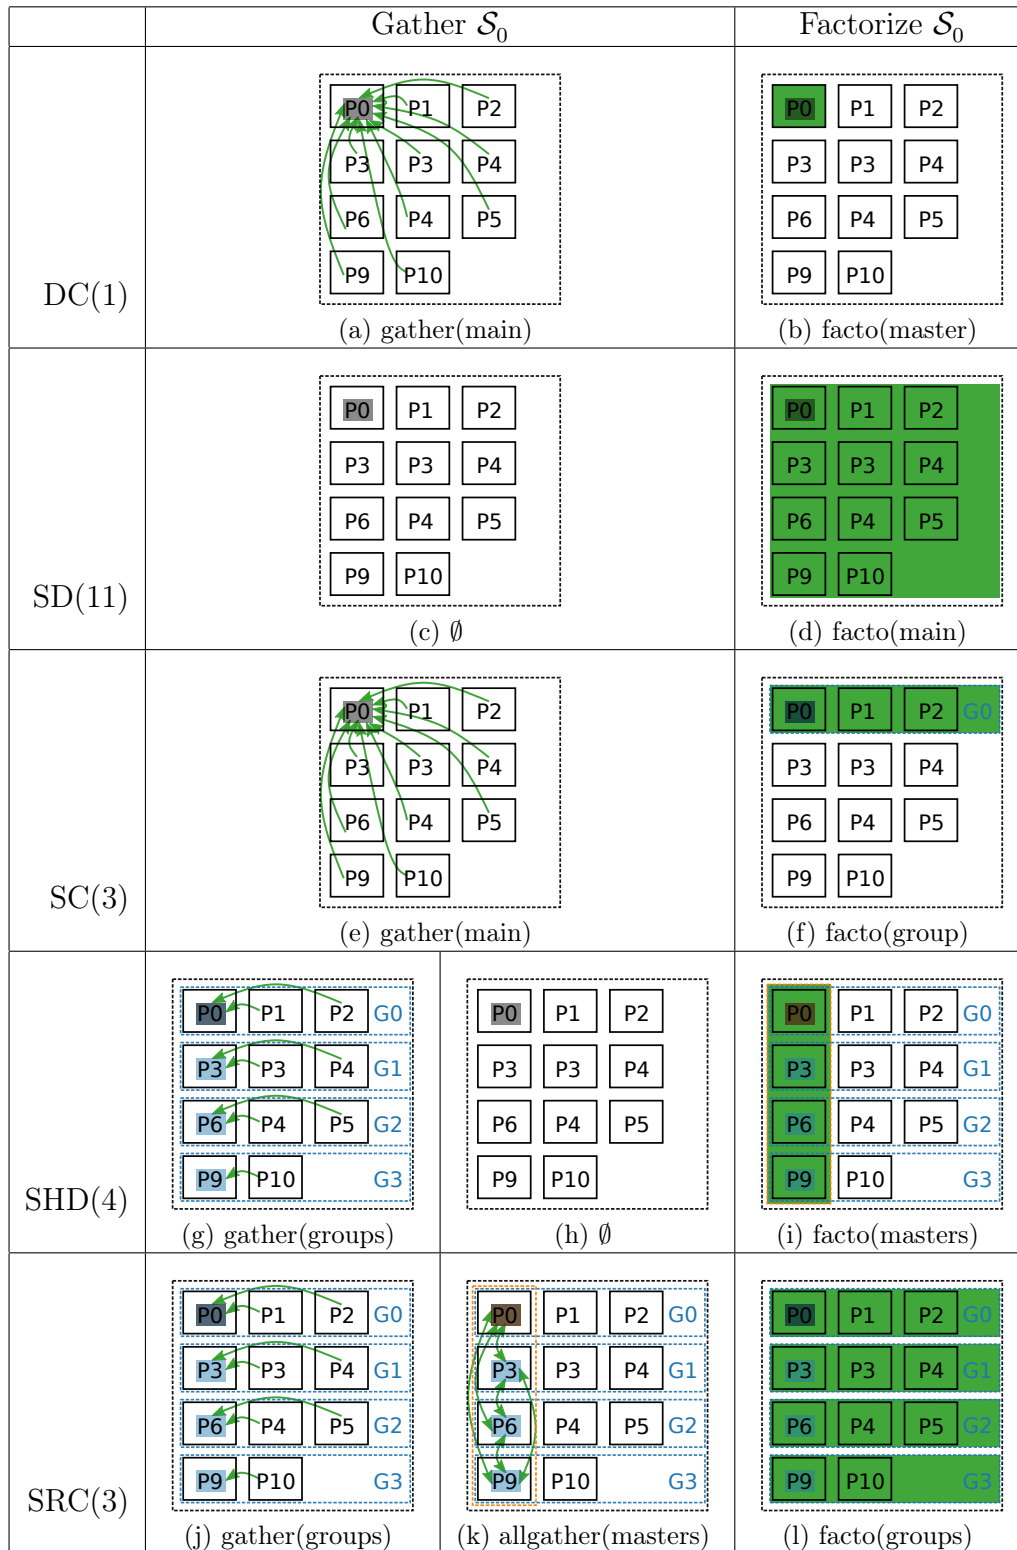 Gather S₀ Factorize S₀
P0 P1 P2 P0 P1 P2
P3 P3 P4 P3 P3 P4
P6 P4 P5 P6 P4 P5
P9 P10 P9 P10
DC(1)
(a) gather(main) (b) facto(master)
P0 P1 P2 P0 P1 P2
P3 P3 P4 P3 P3 P4
P6 P4 P5 P6 P4 P5
P9 P10 P9 P10
SD(11)
(c) ∅ (d) facto(main)
P0 P1 P2 P0 P1 P2 G0
P3 P3 P4 P3 P3 P4
P6 P4 P5 P6 P4 P5
P9 P10 P9 P10
SC(3)
(e) gather(main) (f) facto(group)
P0 P1 P2 G0 P0 P1 P2 P0 P1 P2 G0
P3 P3 P4 G1 P3 P3 P4 P3 P3 P4 G1
P6 P4 P5 G2 P6 P4 P5 P6 P4 P5 G2
P9 P10 G3 P9 P10 P9 P10 G3
SHD(4)
(g) gather(groups) (h) ∅ (i) facto(masters)
P0 P1 P2 G0 P0 P1 P2 G0 P0 P1 P2 G0
P3 P3 P4 G1 P3 P3 P4 G1 P3 P3 P4 G1
P6 P4 P5 G2 P6 P4 P5 G2 P6 P4 P5 G2
P9 P10 G3 P9 P10 G3 P9 P10 G3
SRC(3)
(j) gather(groups) (k) allgather(masters) (l) facto(groups)